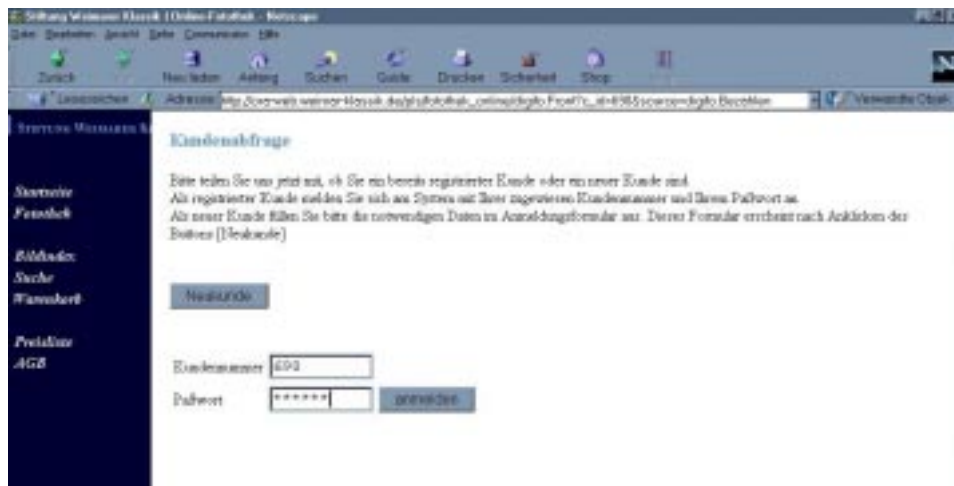 Stiftung Weimarer Klassik | Online-Fotothek - Netscape
Datei Bearbeiten Ansicht Gehe Communicator Hilfe
Zurück Neu laden Anfang Suchen Guide Drucken Sicherheit Shop
Lesezeichen Adresse Verwandte Objek
STIFTUNG WEIMARER
Kundenabfrage
Bitte teilen Sie uns jetzt mit, ob Sie ein bereits registrierter Kunde oder ein neuer Kunde sind.
Als registrierter Kunde melden Sie sich am System mit Ihrer zugewiesenen Kundennummer und Ihrem Paßwort an.
Als neuer Kunde füllen Sie bitte die notwendigen Daten im Anmeldungsformular aus. Dieses Formular erscheint nach Anklicken des
Buttons [Neukunde]
Startseite
Fotothek
Bildindex
Suche
Warenkorb
Neukunde
Preisliste
AGB
Kundennummer 690
Paßwort ****** anmelden